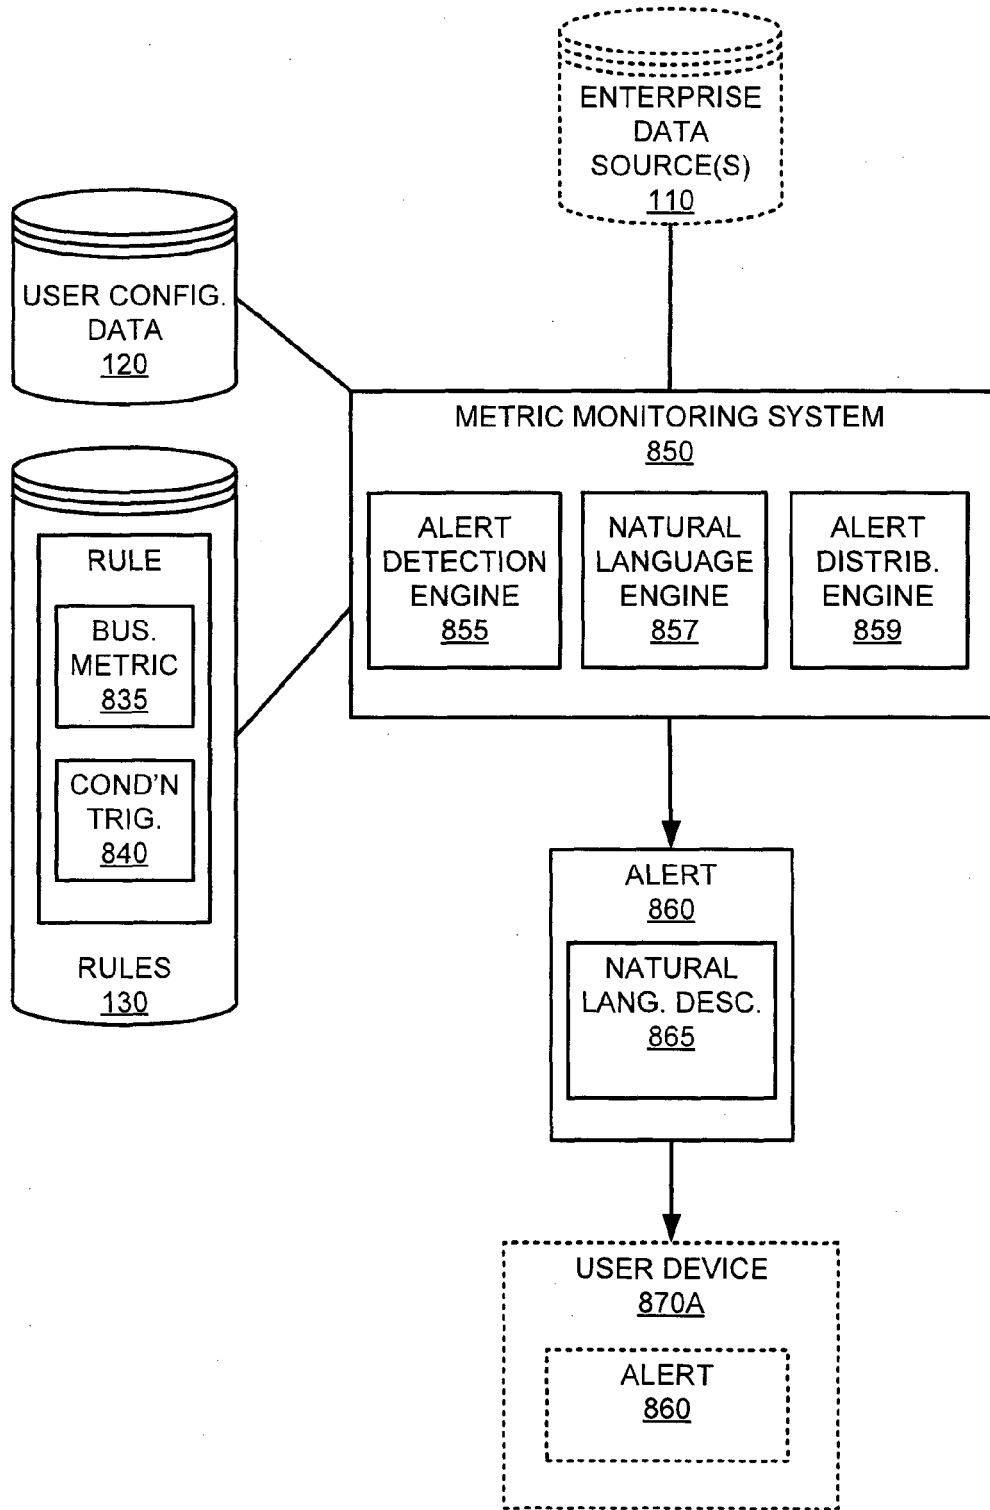 ENTERPRISE
DATA
SOURCE(S)
110
USER CONFIG.
DATA
120
METRIC MONITORING SYSTEM
850
ALERT
DETECTION
ENGINE
855
NATURAL
LANGUAGE
ENGINE
857
ALERT
DISTRIB.
ENGINE
859
RULE
BUS.
METRIC
835
COND'N
TRIG.
840
RULES
130
ALERT
860
NATURAL
LANG. DESC.
865
USER DEVICE
870A
ALERT
860